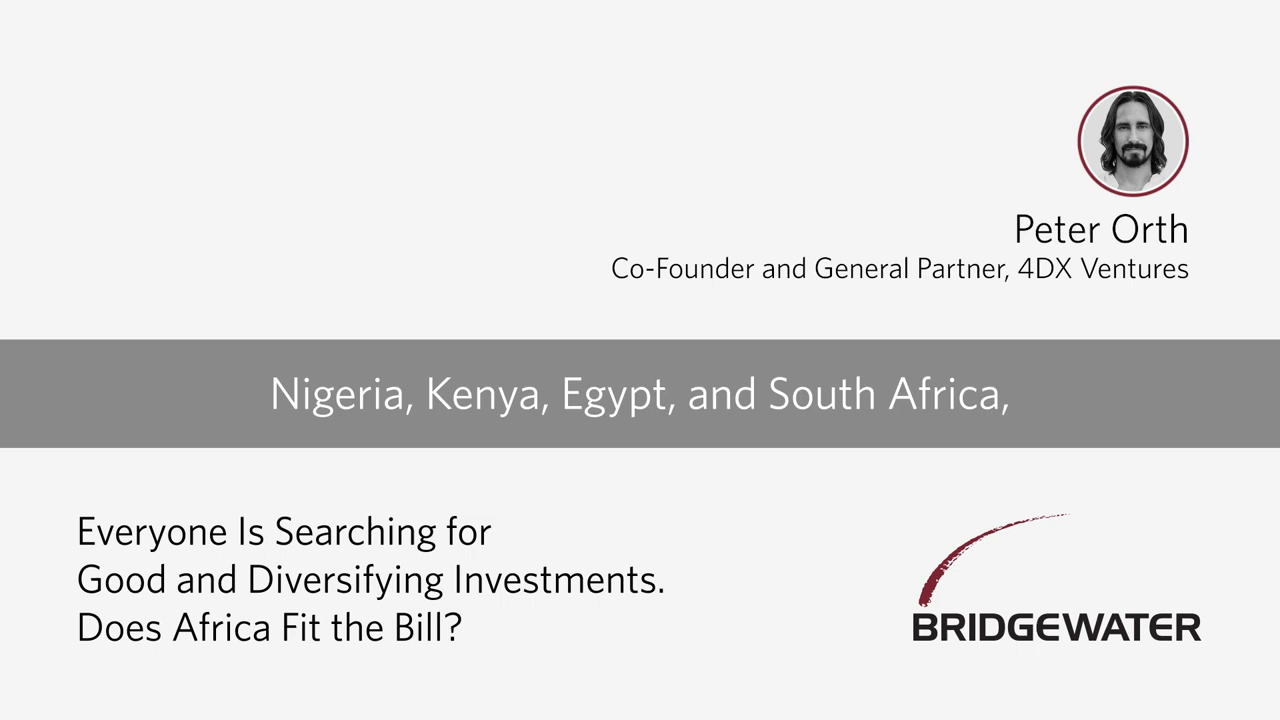 Peter Orth
Co-Founder and General Partner, 4DX Ventures
Nigeria, Kenya, Egypt, and South Africa,
Everyone Is Searching for
Good and Diversifying Investments.
Does Africa Fit the Bill?
BRIDGEWATER